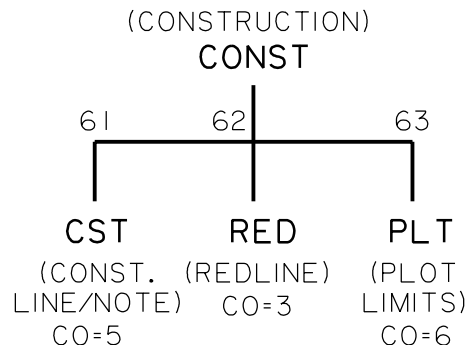 (CONSTRUCTION)
CONST
61 62 63
CST RED PLT
(CONST. (REDLINE) (PLOT
LINE/NOTE) CO=3 LIMITS)
CO=5 CO=6